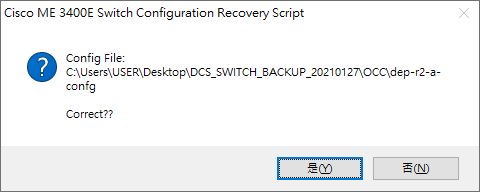 Cisco ME 3400E Switch Configuration Recovery Script
Config File:
C:\Users\USER\Desktop\DCS_SWITCH_BACKUP_20210127\OCC\dep-r2-a-
confg
Correct??
是(Y)
否(N)